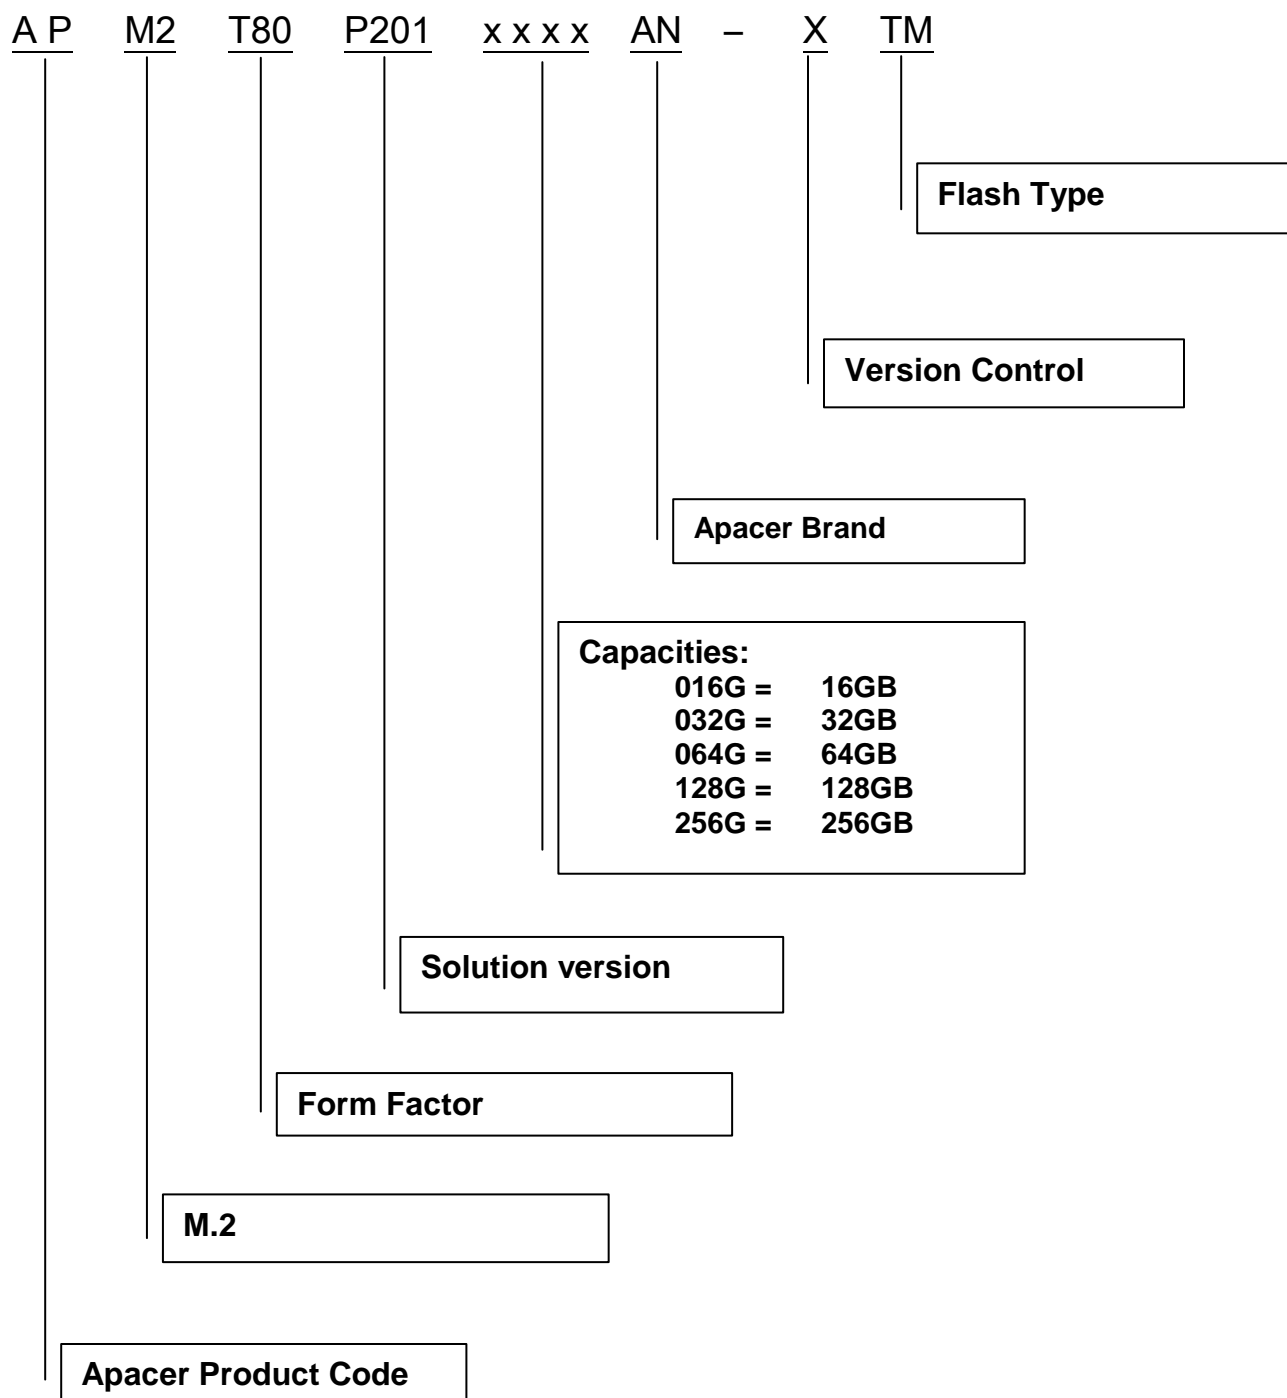 A P M2 T80 P201 x x x x AN – X TM
Flash Type
Version Control
Apacer Brand
Capacities:
016G = 16GB
032G = 32GB
064G = 64GB
128G = 128GB
256G = 256GB
Solution version
Form Factor
M.2
Apacer Product Code